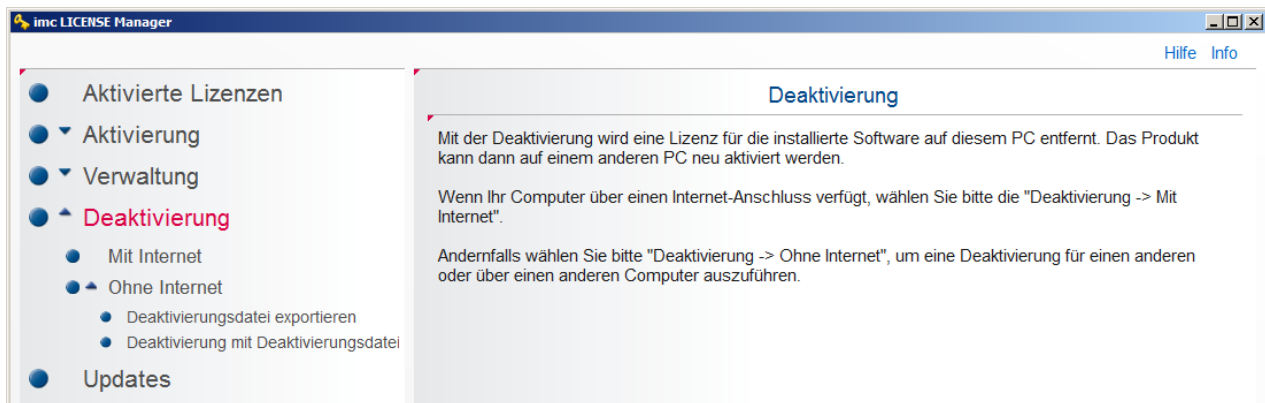 imc LICENSE Manager
Hilfe Info
Aktivierte Lizenzen
Aktivierung
Verwaltung
Deaktivierung
Mit Internet
Ohne Internet
Deaktivierungsdatei exportieren
Deaktivierung mit Deaktivierungsdatei
Updates
Deaktivierung
Mit der Deaktivierung wird eine Lizenz für die installierte Software auf diesem PC entfernt. Das Produkt
kann dann auf einem anderen PC neu aktiviert werden.
Wenn Ihr Computer über einen Internet-Anschluss verfügt, wählen Sie bitte die "Deaktivierung -> Mit
Internet".
Andernfalls wählen Sie bitte "Deaktivierung -> Ohne Internet", um eine Deaktivierung für einen anderen
oder über einen anderen Computer auszuführen.